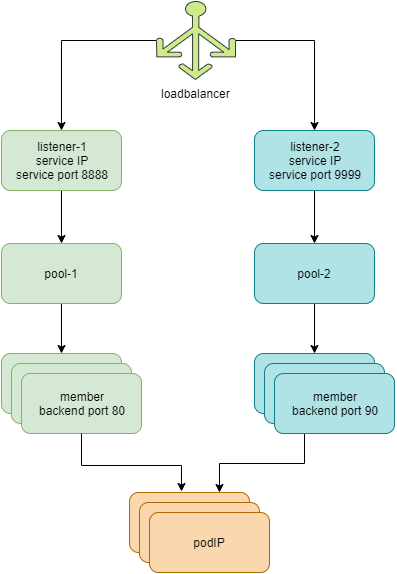 loadbalancer
listener-1
service IP
service port 8888
listener-2
service IP
service port 9999
pool-1
pool-2
member
backend port 80
member
backend port 90
podIP